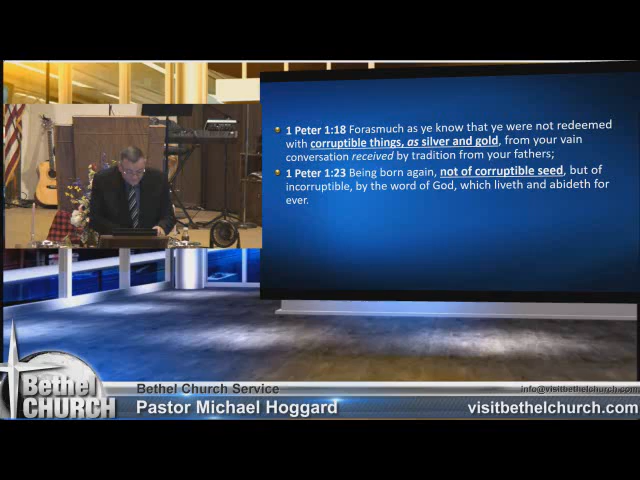 1 Peter 1:18 Forasmuch as ye know that ye were not redeemed
with corruptible things, as silver and gold, from your vain
conversation received by tradition from your fathers;
1 Peter 1:23 Being born again, not of corruptible seed, but of
incorruptible, by the word of God, which liveth and abideth for
ever.
Bethel
CHURCH
Bethel Church Service
info@visitbethelchurch.com
Pastor Michael Hoggard
visitbethelchurch.com